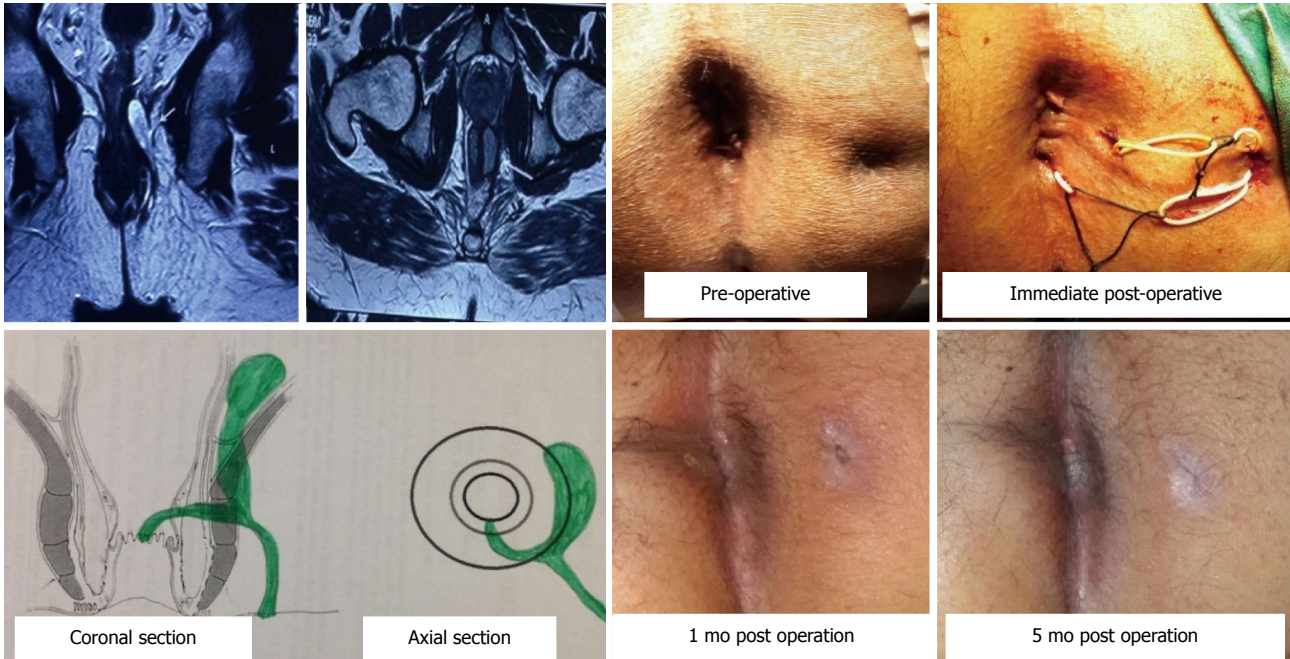 A
L
Pre-operative
Immediate post-operative
Coronal section
Axial section
1 mo post operation
5 mo post operation